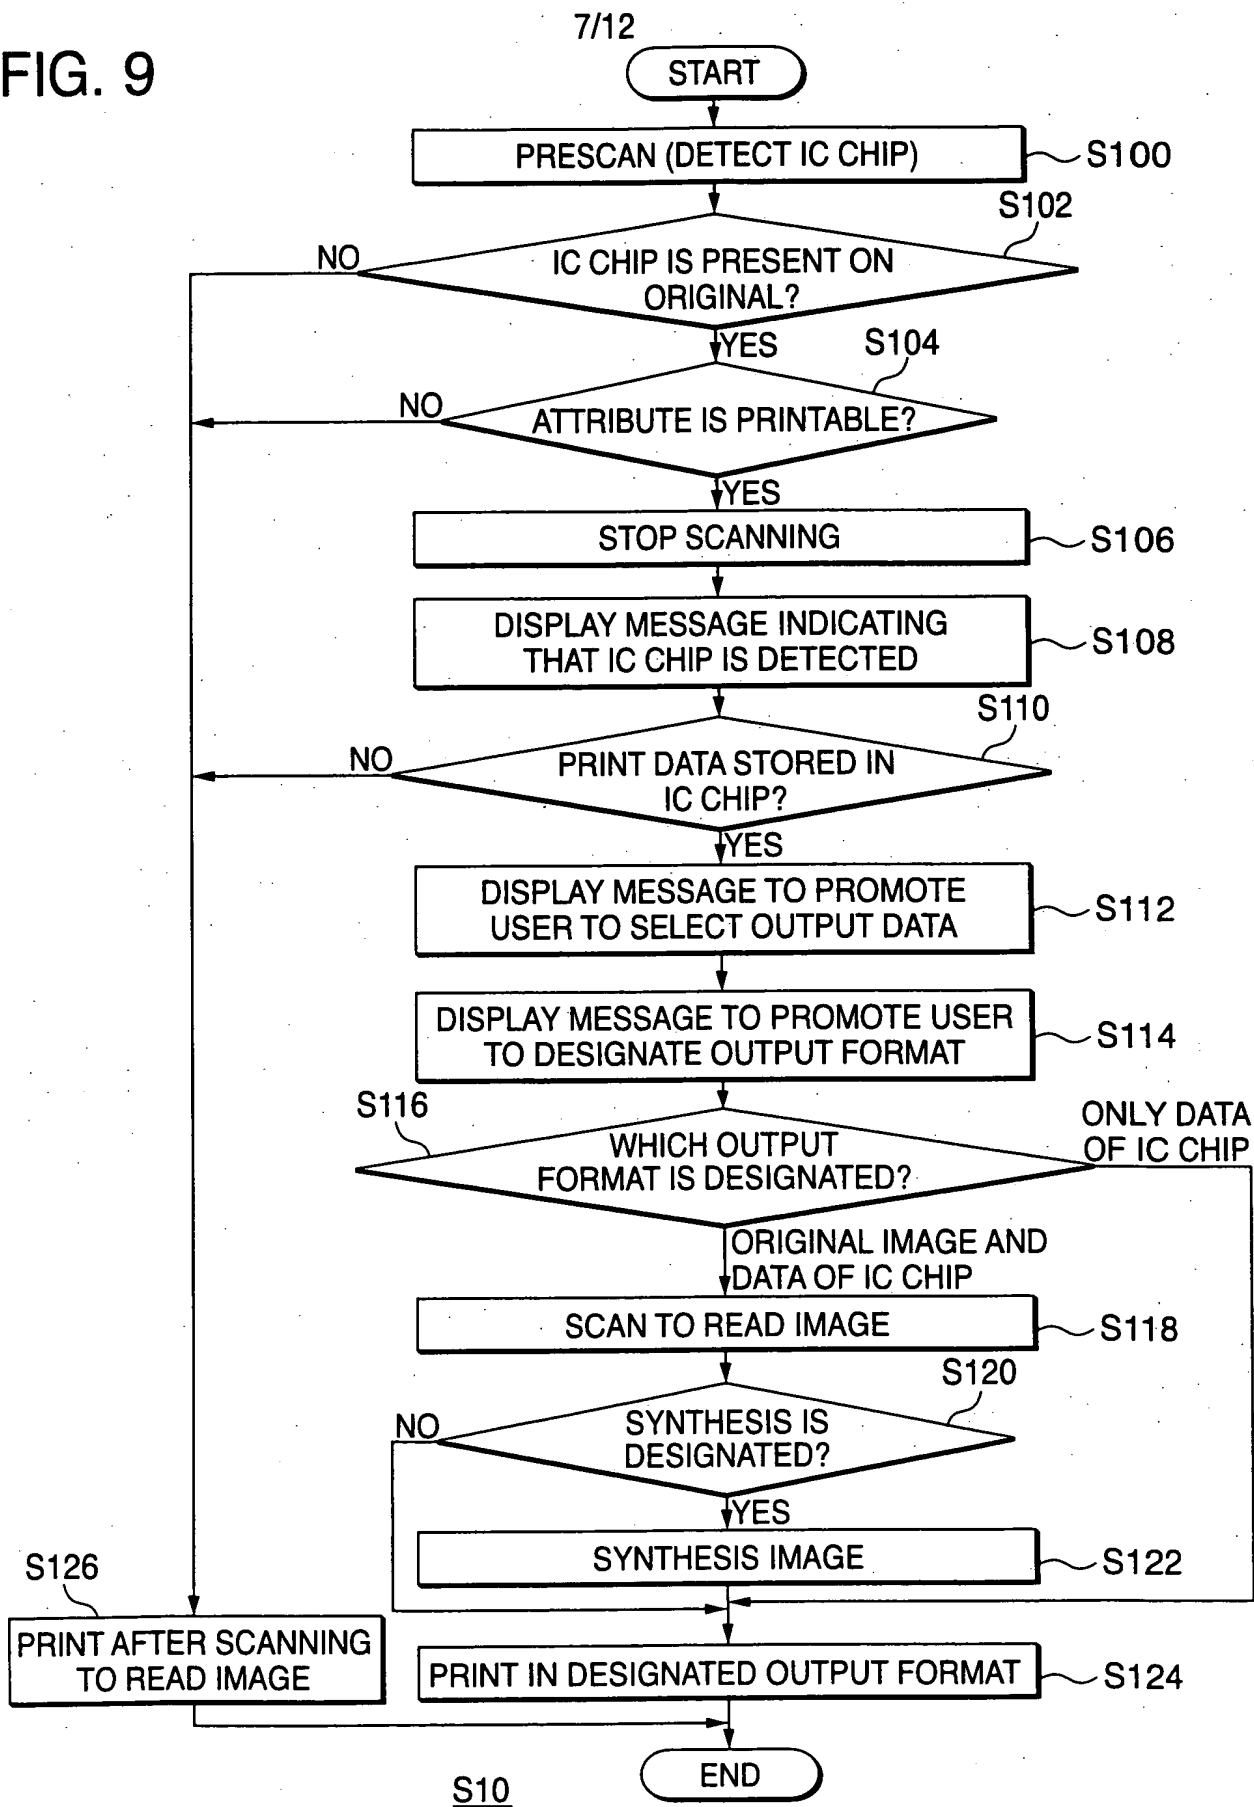 7/12
FIG. 9
START
PRESCAN (DETECT IC CHIP)
S100
S102
NO
IC CHIP IS PRESENT ON
ORIGINAL?
YES
S104
NO
ATTRIBUTE IS PRINTABLE?
YES
STOP SCANNING
S106
DISPLAY MESSAGE INDICATING
THAT IC CHIP IS DETECTED
S108
S110
NO
PRINT DATA STORED IN
IC CHIP?
YES
DISPLAY MESSAGE TO PROMOTE
USER TO SELECT OUTPUT DATA
S112
DISPLAY MESSAGE TO PROMOTE USER
TO DESIGNATE OUTPUT FORMAT
S114
S116
WHICH OUTPUT
FORMAT IS DESIGNATED?
ONLY DATA
OF IC CHIP
ORIGINAL IMAGE AND
DATA OF IC CHIP
SCAN TO READ IMAGE
S118
S120
NO
SYNTHESIS IS
DESIGNATED?
YES
SYNTHESIS IMAGE
S122
S126
PRINT AFTER SCANNING
TO READ IMAGE
PRINT IN DESIGNATED OUTPUT FORMAT
S124
END
S10